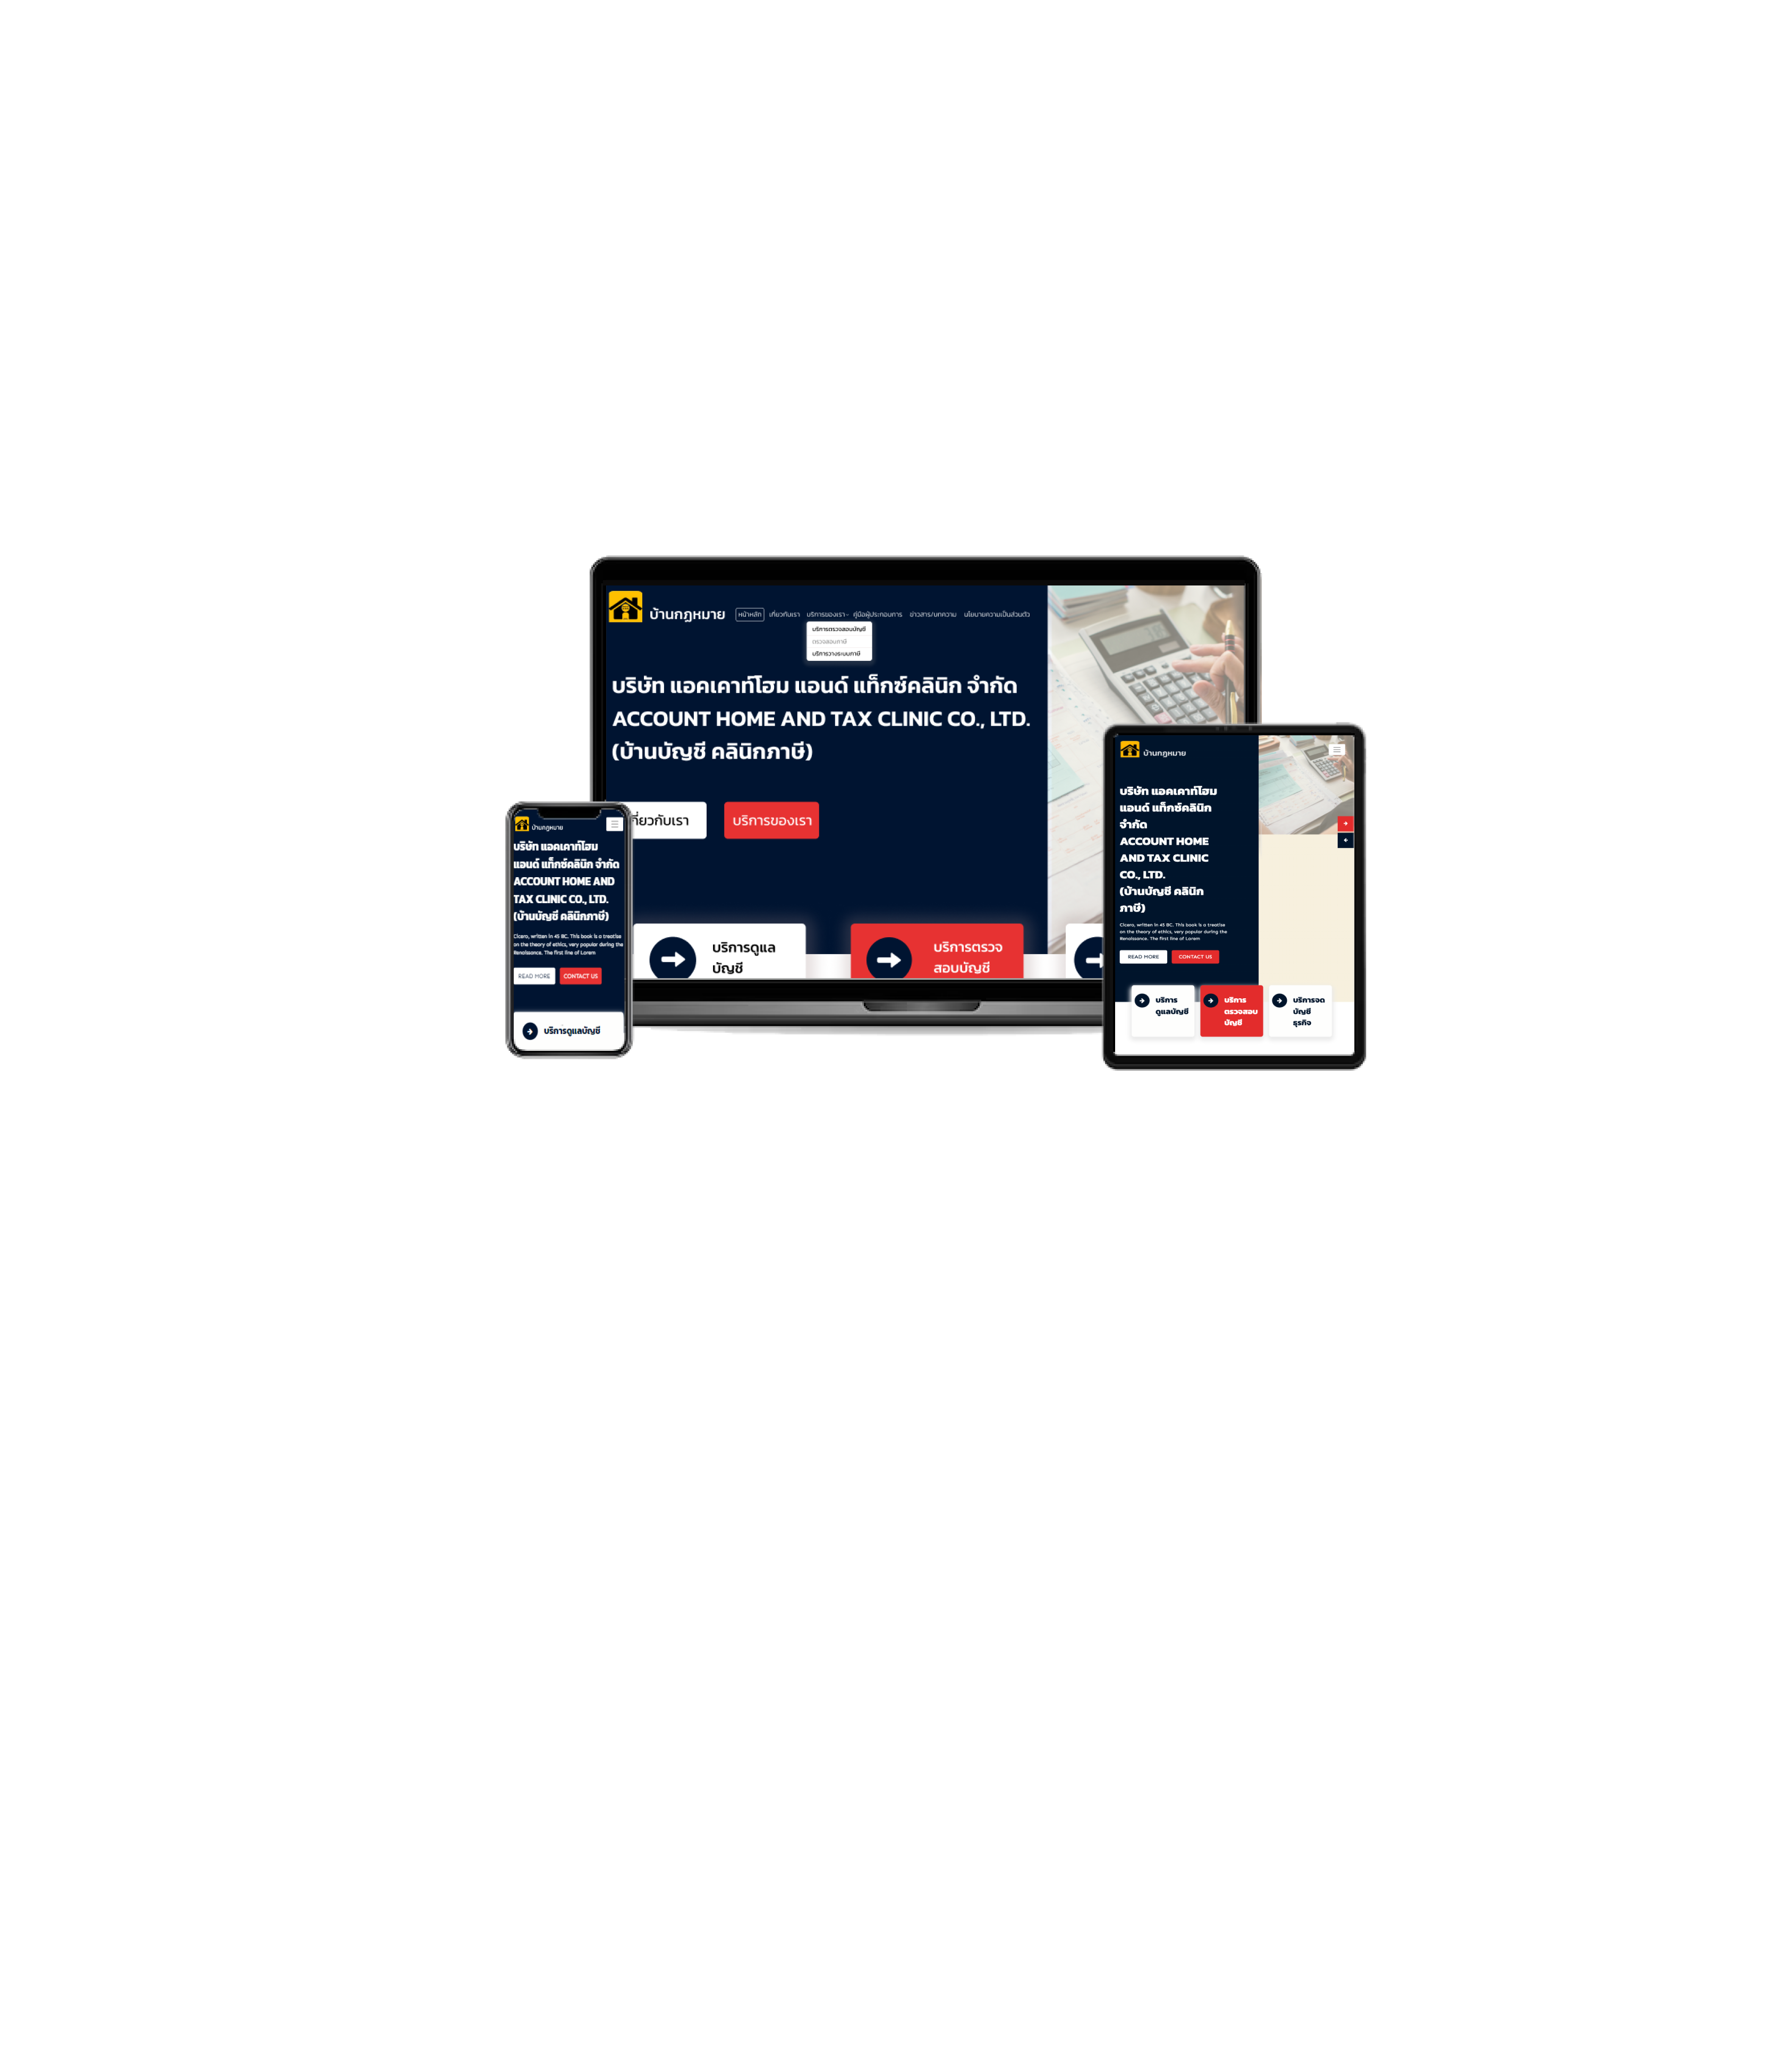 บ้านกฎหมาย
หน้าหลัก เกี่ยวกับเรา บริการของเรา คู่มือผู้ประกอบการ ข่าวสาร/บทความ นโยบายความเป็นส่วนตัว
บริการตรวจสอบบัญชี
ตรวจสอบภาษี
บริการวางระบบภาษี
บริษัท แอคเคาท์โฮม แอนด์ แท็กซ์คลินิก จำกัด
ACCOUNT HOME AND TAX CLINIC CO., LTD.
(บ้านบัญชี คลินิกภาษี)
กี่ยวกับเรา
บริการของเรา
บริการดูแล
บัญชี
บริการตรวจ
สอบบัญชี
บ้านกฎหมาย
บริษัท แอคเคาท์โฮม
แอนด์ แท็กซ์คลินิก จำกัด
ACCOUNT HOME AND
TAX CLINIC CO., LTD.
(บ้านบัญชี คลินิกภาษี)
Cicero, written in 45 BC. This book is a treatise
on the theory of ethics, very popular during the
Renaissance. The first line of Lorem
READ MORE
CONTACT US
บริการดูแลบัญชี
บ้านกฎหมาย
บริษัท แอคเคาท์โฮม
แอนด์ แท็กซ์คลินิก
จำกัด
ACCOUNT HOME
AND TAX CLINIC
CO., LTD.
(บ้านบัญชี คลินิก
ภาษี)
Cicero, written in 45 BC. This book is a treatise
on the theory of ethics, very popular during the
Renaissance. The first line of Lorem
READ MORE
CONTACT US
บริการ
ดูแลบัญชี
บริการ
ตรวจสอบ
บัญชี
บริการจด
บัญชี
ธุรกิจ